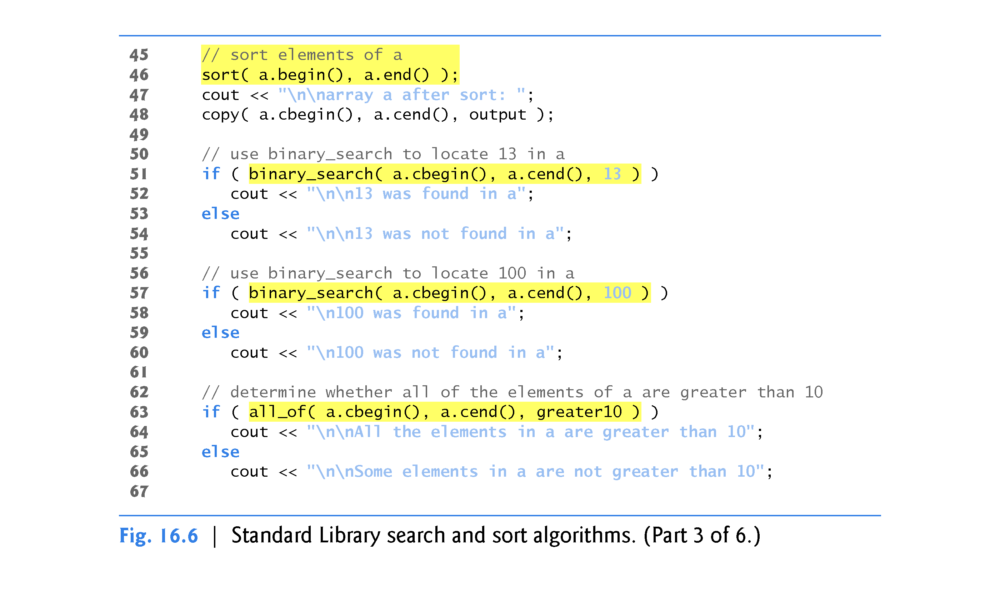 45 // sort elements of a
46 sort( a.begin(), a.end() );
47 cout << "\n\narray a after sort: ";
48 copy( a.cbegin(), a.cend(), output );
49
50 // use binary_search to locate 13 in a
51 if ( binary_search( a.cbegin(), a.cend(), 13 ) )
52 cout << "\n\n13 was found in a";
53 else
54 cout << "\n\n13 was not found in a";
55
56 // use binary_search to locate 100 in a
57 if ( binary_search( a.cbegin(), a.cend(), 100 ) )
58 cout << "\n100 was found in a";
59 else
60 cout << "\n100 was not found in a";
61
62 // determine whether all of the elements of a are greater than 10
63 if ( all_of( a.cbegin(), a.cend(), greater10 ) )
64 cout << "\n\nAll the elements in a are greater than 10";
65 else
66 cout << "\n\nSome elements in a are not greater than 10";
67
Fig. 16.6 | Standard Library search and sort algorithms. (Part 3 of 6.)